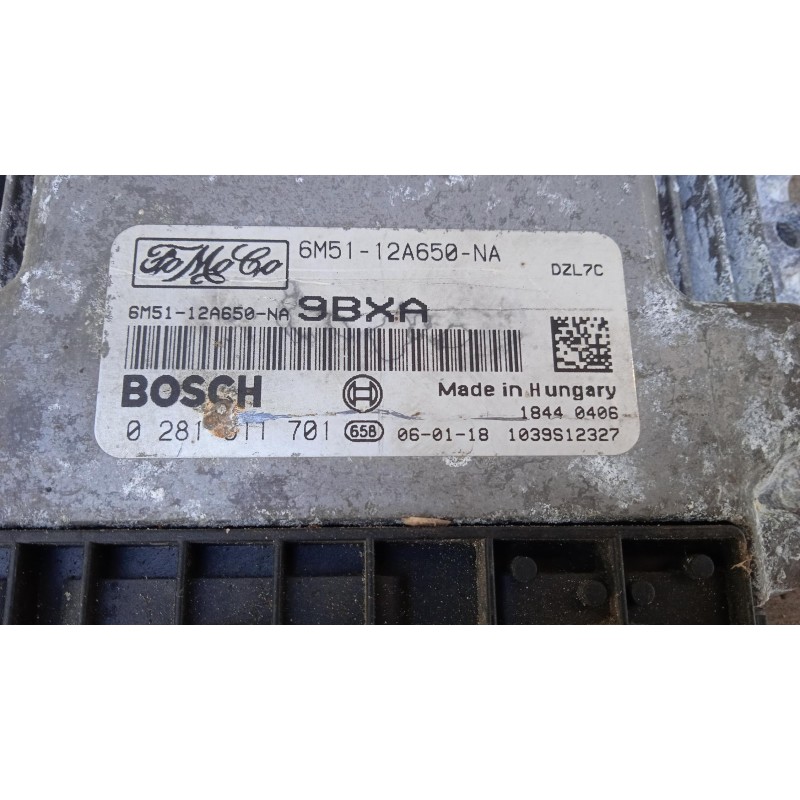 FoMoCo 6M51-12A650-NA
DZL7C
6M51-12A650-NA 9BXA
BOSCH
Made in Hungary
1844 0406
0 281 011 701 658 06-01-18 1039S12327